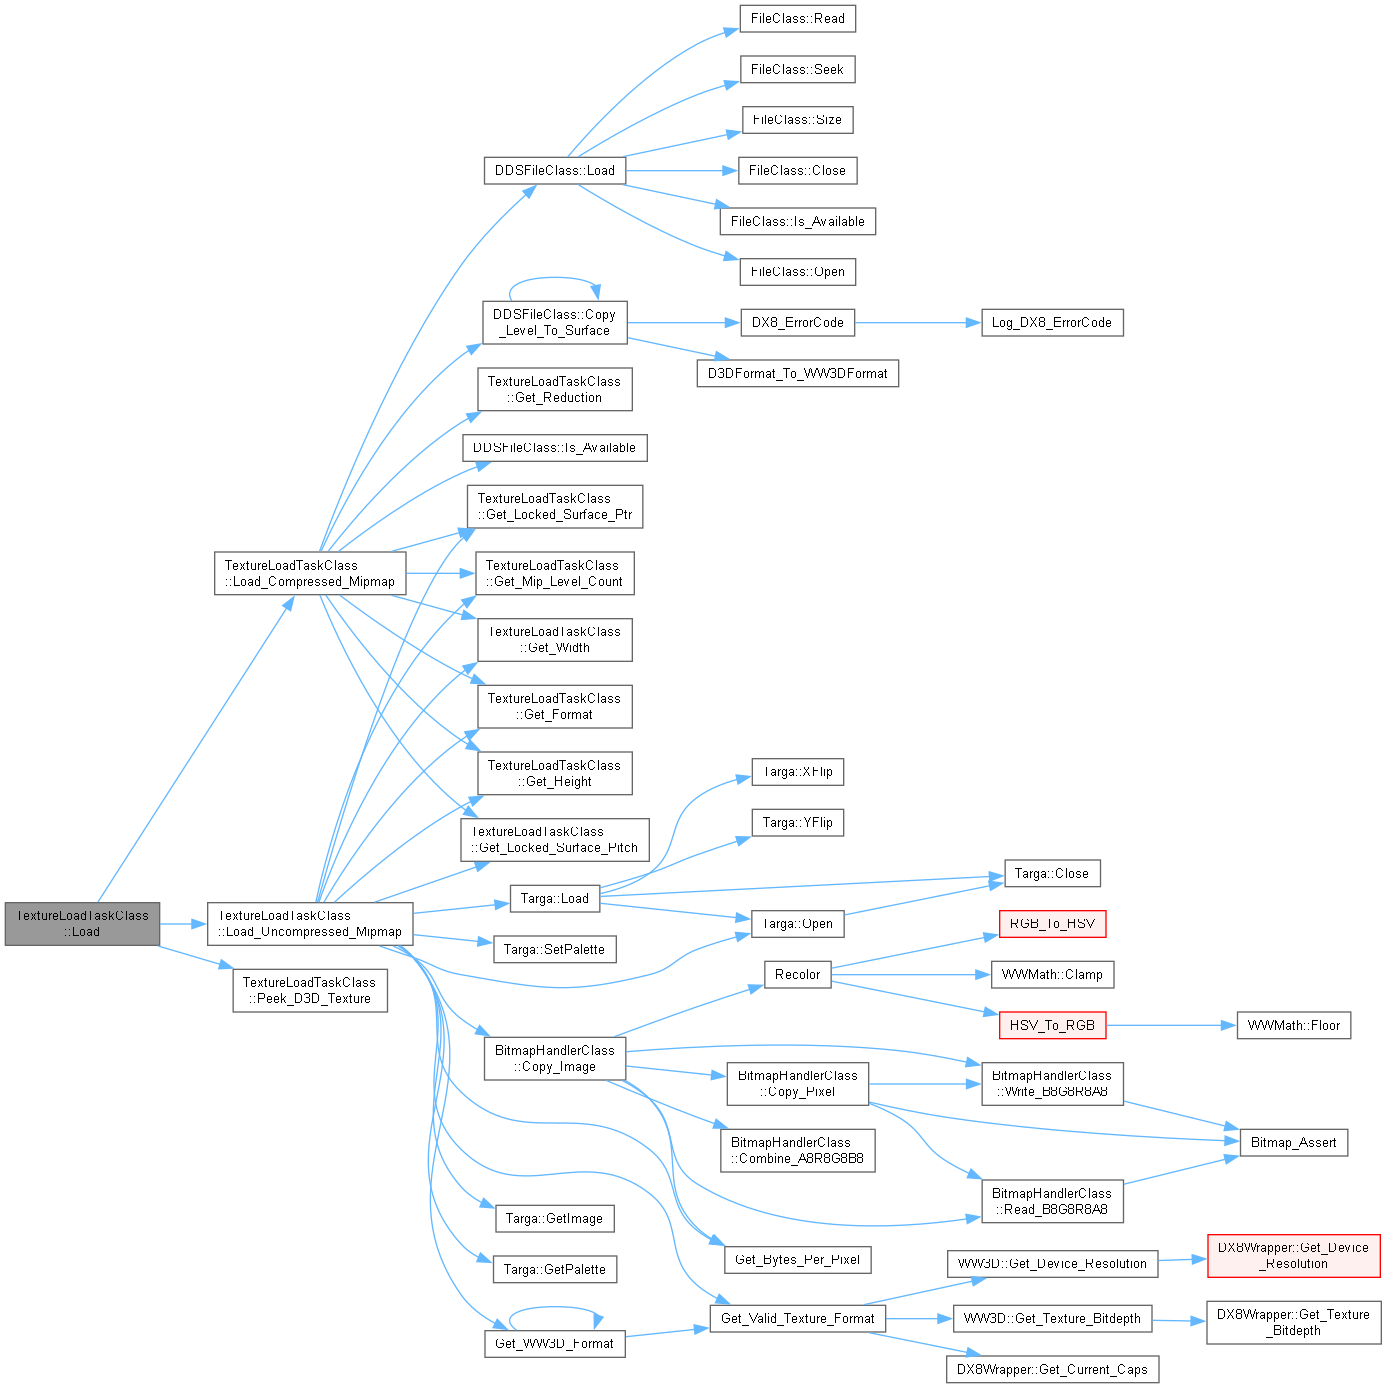 FileClass::Read
FileClass::Seek
FileClass::Size
DDSFileClass::Load
FileClass::Close
FileClass::Is_Available
FileClass::Open
DDSFileClass::Copy
_Level_To_Surface
DX8_ErrorCode
Log_DX8_ErrorCode
D3DFormat_To_WW3DFormat
TextureLoadTaskClass
::Get_Reduction
DDSFileClass::Is_Available
TextureLoadTaskClass
::Get_Locked_Surface_Ptr
TextureLoadTaskClass
::Load_Compressed_Mipmap
TextureLoadTaskClass
::Get_Mip_Level_Count
TextureLoadTaskClass
::Get_Width
TextureLoadTaskClass
::Get_Format
TextureLoadTaskClass
::Get_Height
Targa::XFlip
Targa::YFlip
TextureLoadTaskClass
::Get_Locked_Surface_Pitch
Targa::Close
Targa::Load
TextureLoadTaskClass
::Load
TextureLoadTaskClass
::Load_Uncompressed_Mipmap
Targa::Open
RGB_To_HSV
Targa::SetPalette
Recolor
WWMath::Clamp
TextureLoadTaskClass
::Peek_D3D_Texture
HSV_To_RGB
WWMath::Floor
BitmapHandlerClass
::Copy_Image
BitmapHandlerClass
::Copy_Pixel
BitmapHandlerClass
::Write_B8G8R8A8
BitmapHandlerClass
::Combine_A8R8G8B8
Bitmap_Assert
BitmapHandlerClass
::Read_B8G8R8A8
Targa::GetImage
Get_Bytes_Per_Pixel
Targa::GetPalette
WW3D::Get_Device_Resolution
DX8Wrapper::Get_Device
_Resolution
Get_WW3D_Format
Get_Valid_Texture_Format
WW3D::Get_Texture_Bitdepth
DX8Wrapper::Get_Texture
_Bitdepth
DX8Wrapper::Get_Current_Caps